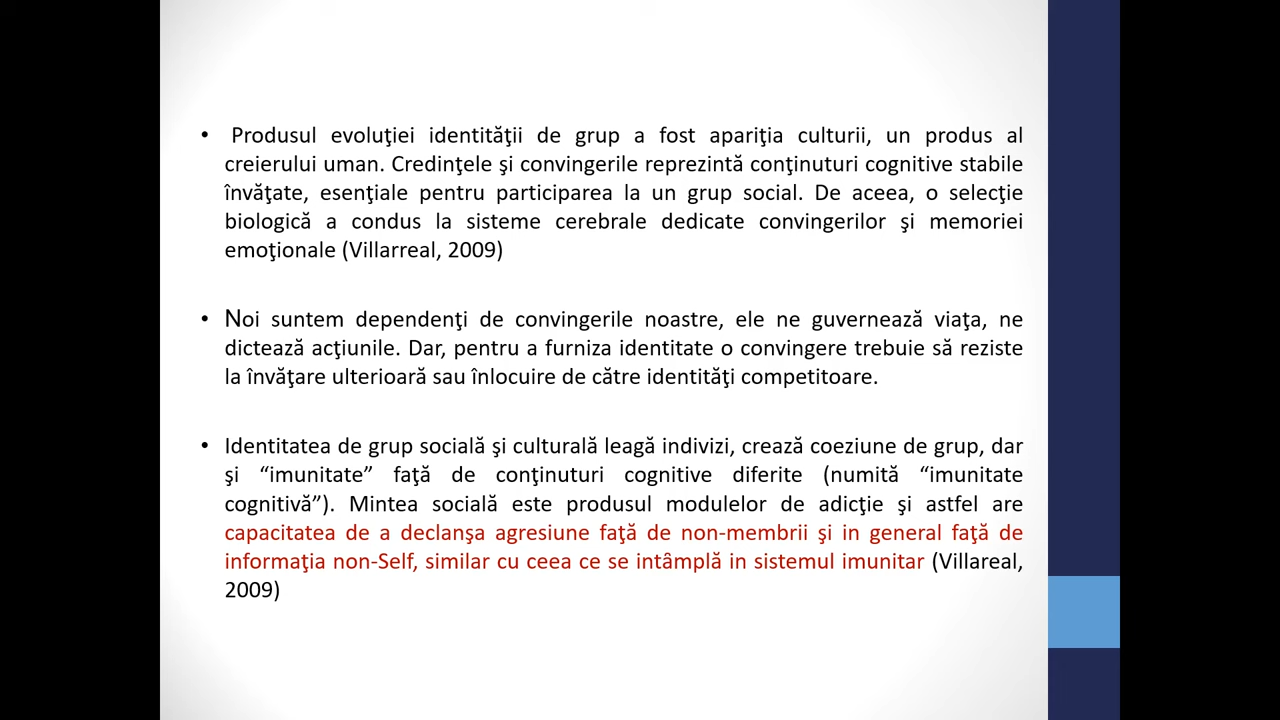 • Produsul evoluţiei identităţii de grup a fost apariţia culturii, un produs al
creierului uman. Credinţele şi convingerile reprezintă conţinuturi cognitive stabile
învăţate, esenţiale pentru participarea la un grup social. De aceea, o selecţie
biologică a condus la sisteme cerebrale dedicate convingerilor şi memoriei
emoţionale (Villarreal, 2009)
• Noi suntem dependenţi de convingerile noastre, ele ne guvernează viaţa, ne
dictează acţiunile. Dar, pentru a furniza identitate o convingere trebuie să reziste
la învăţare ulterioară sau înlocuire de către identităţi competitoare.
• Identitatea de grup socială şi culturală leagă indivizi, crează coeziune de grup, dar
şi “imunitate” faţă de conţinuturi cognitive diferite (numită “imunitate
cognitivă”). Mintea socială este produsul modulelor de adicţie şi astfel are
capacitatea de a declanşa agresiune faţă de non-membrii şi in general faţă de
informaţia non-Self, similar cu ceea ce se intâmplă in sistemul imunitar (Villareal,
2009)